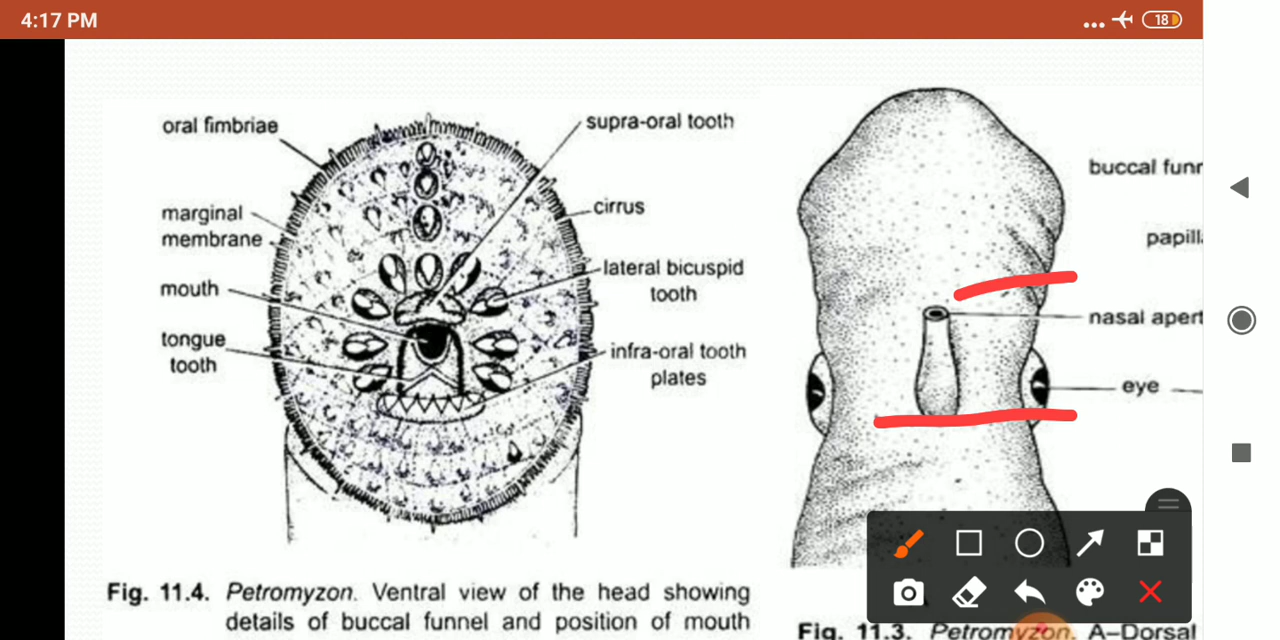 4:17 PM
18
oral fimbriae
supra-oral tooth
marginal
membrane
cirrus
mouth
lateral bicuspid
tooth
tongue
tooth
infra-oral tooth
plates
buccal funn
papill
nasal apert
eye
Fig. 11.4. Petromyzon. Ventral view of the head showing
details of buccal funnel and position of mouth
Fig. 11.3. Petromyzon. A–Dorsal